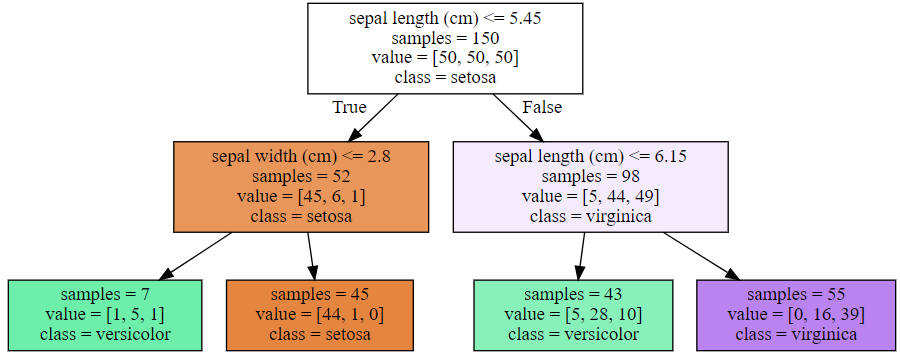 sepal length (cm) <= 5.45
samples = 150
value = [50, 50, 50]
class = setosa
True
False
sepal width (cm) <= 2.8
samples = 52
value = [45, 6, 1]
class = setosa
sepal length (cm) <= 6.15
samples = 98
value = [5, 44, 49]
class = virginica
samples = 7
value = [1, 5, 1]
class = versicolor
samples = 45
value = [44, 1, 0]
class = setosa
samples = 43
value = [5, 28, 10]
class = versicolor
samples = 55
value = [0, 16, 39]
class = virginica